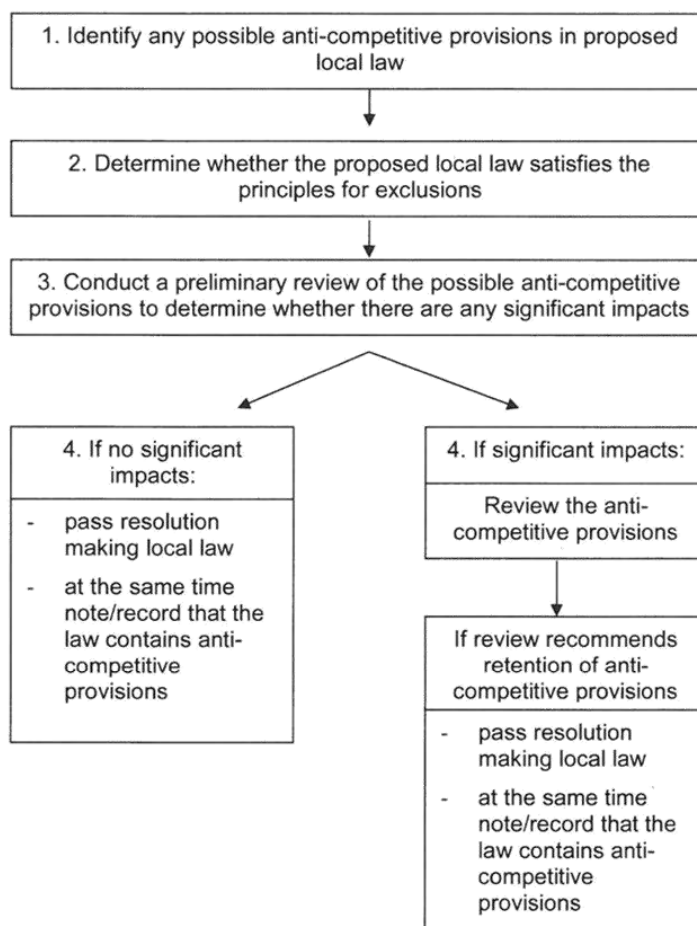 1. Identify any possible anti-competitive provisions in proposed
local law
2. Determine whether the proposed local law satisfies the
principles for exclusions
3. Conduct a preliminary review of the possible anti-competitive
provisions to determine whether there are any significant impacts
4. If no significant
impacts:
- pass resolution
making local law
- at the same time
note/record that the
law contains anti-
competitive
provisions
4. If significant impacts:
Review the anti-
competitive provisions
If review recommends
retention of anti-
competitive provisions
- pass resolution
making local law
- at the same time
note/record that the
law contains anti-
competitive
provisions